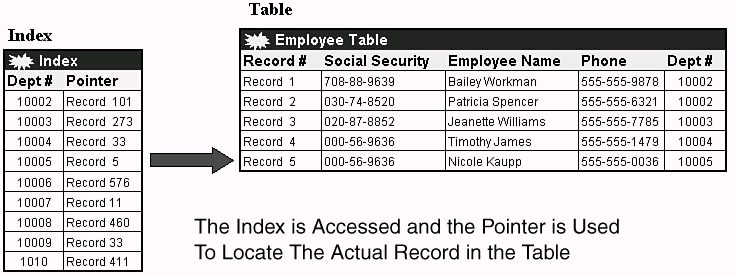 Index
Index
Dept # Pointer
10002 Record 101
10003 Record 273
10004 Record 33
10005 Record 5
10006 Record 576
10007 Record 11
10008 Record 460
10009 Record 33
1010 Record 411
Table
Employee Table
Record # Social Security Employee Name Phone Dept #
Record 1 708-88-9639 Bailey Workman 555-555-9878 10002
Record 2 030-74-8520 Patricia Spencer 555-555-6321 10002
Record 3 020-87-8852 Jeanette Williams 555-555-7785 10003
Record 4 000-56-9636 Timothy James 555-555-1479 10004
Record 5 000-56-9636 Nicole Kaupp 555-555-0036 10005
The Index is Accessed and the Pointer is Used
To Locate The Actual Record in the Table